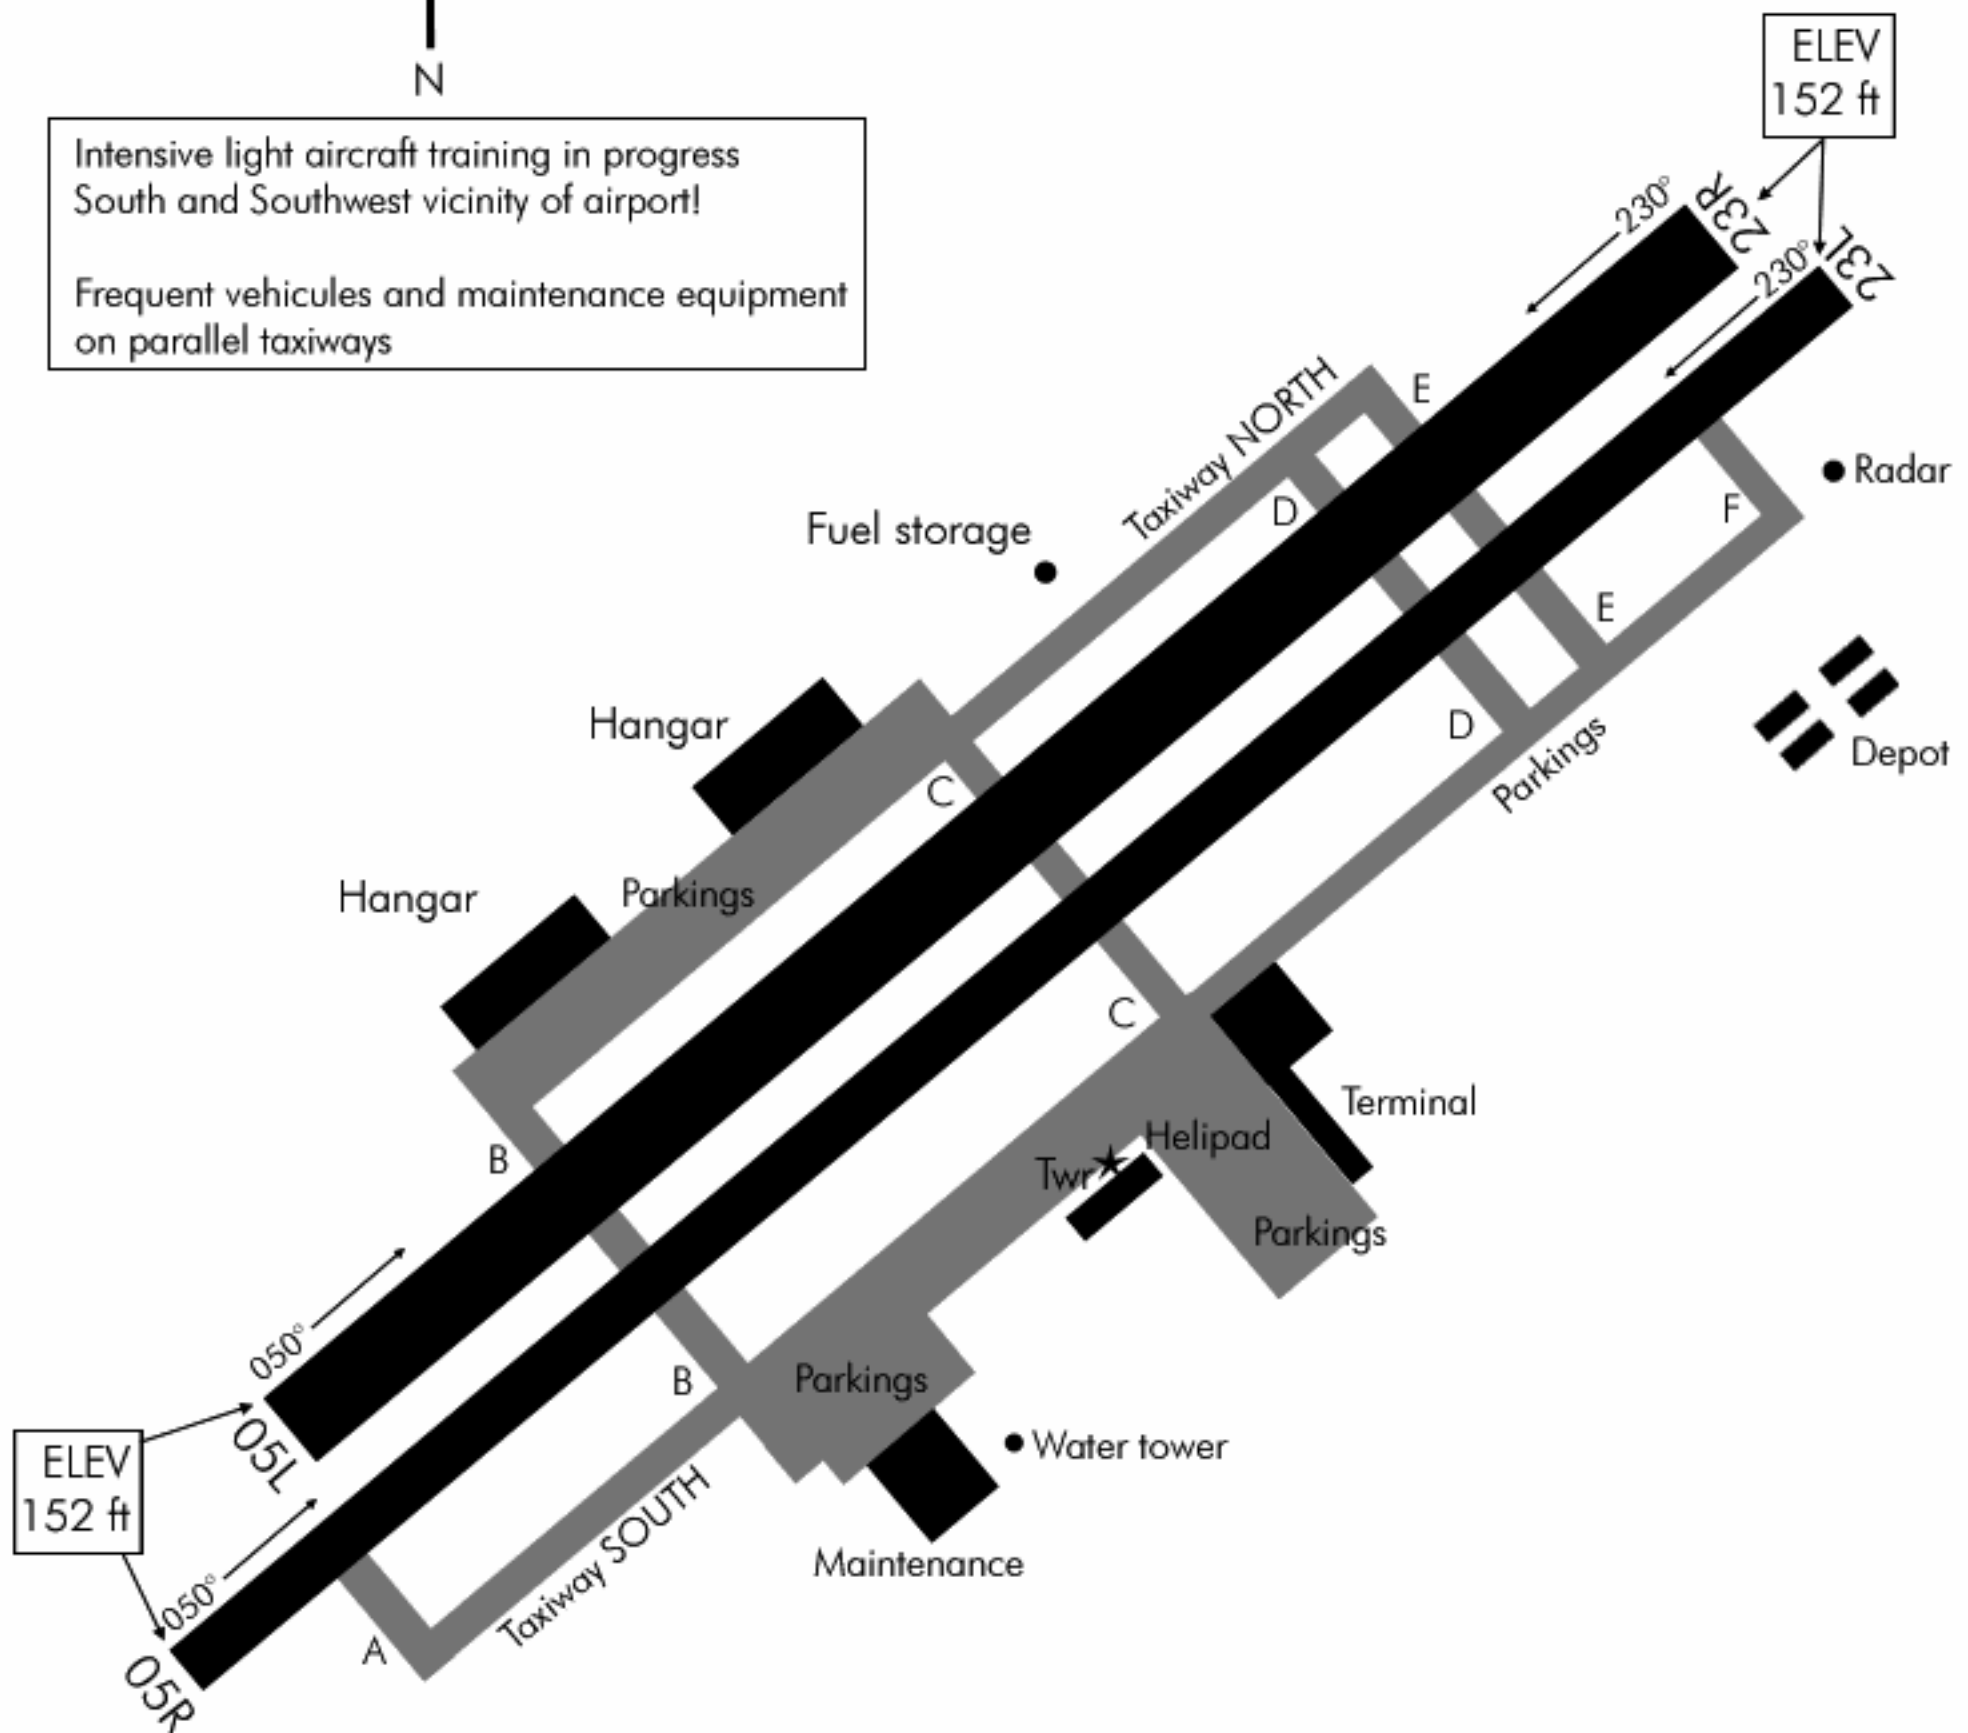 N
ELEV
152 ft
Intensive light aircraft training in progress
South and Southwest vicinity of airport!
Frequent vehicules and maintenance equipment
on parallel taxiways
230°
23R
230°
23L
Taxiway NORTH
E
D
Radar
F
Fuel storage
E
Hangar
D
Parkings
Depot
C
Hangar
Parkings
C
Terminal
Helipad
Twr
B
Parkings
050°
B
Parkings
05L
Water tower
ELEV
152 ft
Taxiway SOUTH
Maintenance
050°
A
05R